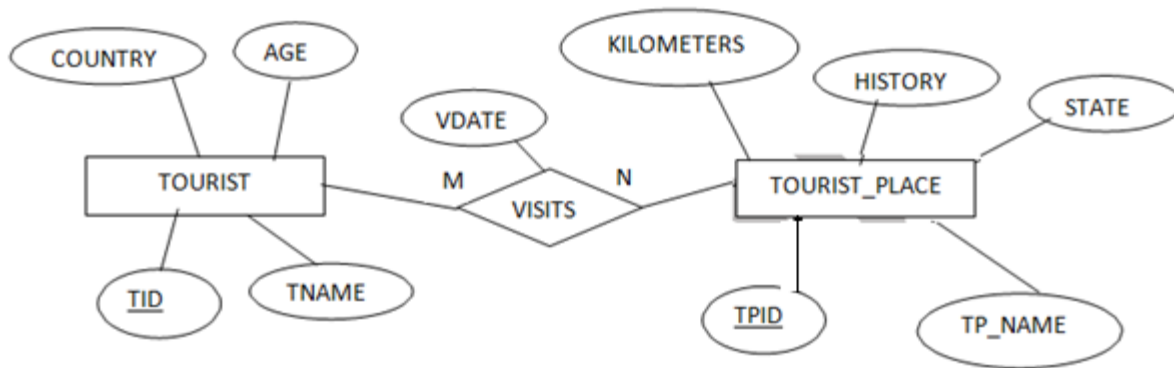 KILOMETERS
COUNTRY
AGE
HISTORY
STATE
VDATE
TOURIST
M
N
TOURIST_PLACE
VISITS
TID
TNAME
TPID
TP_NAME